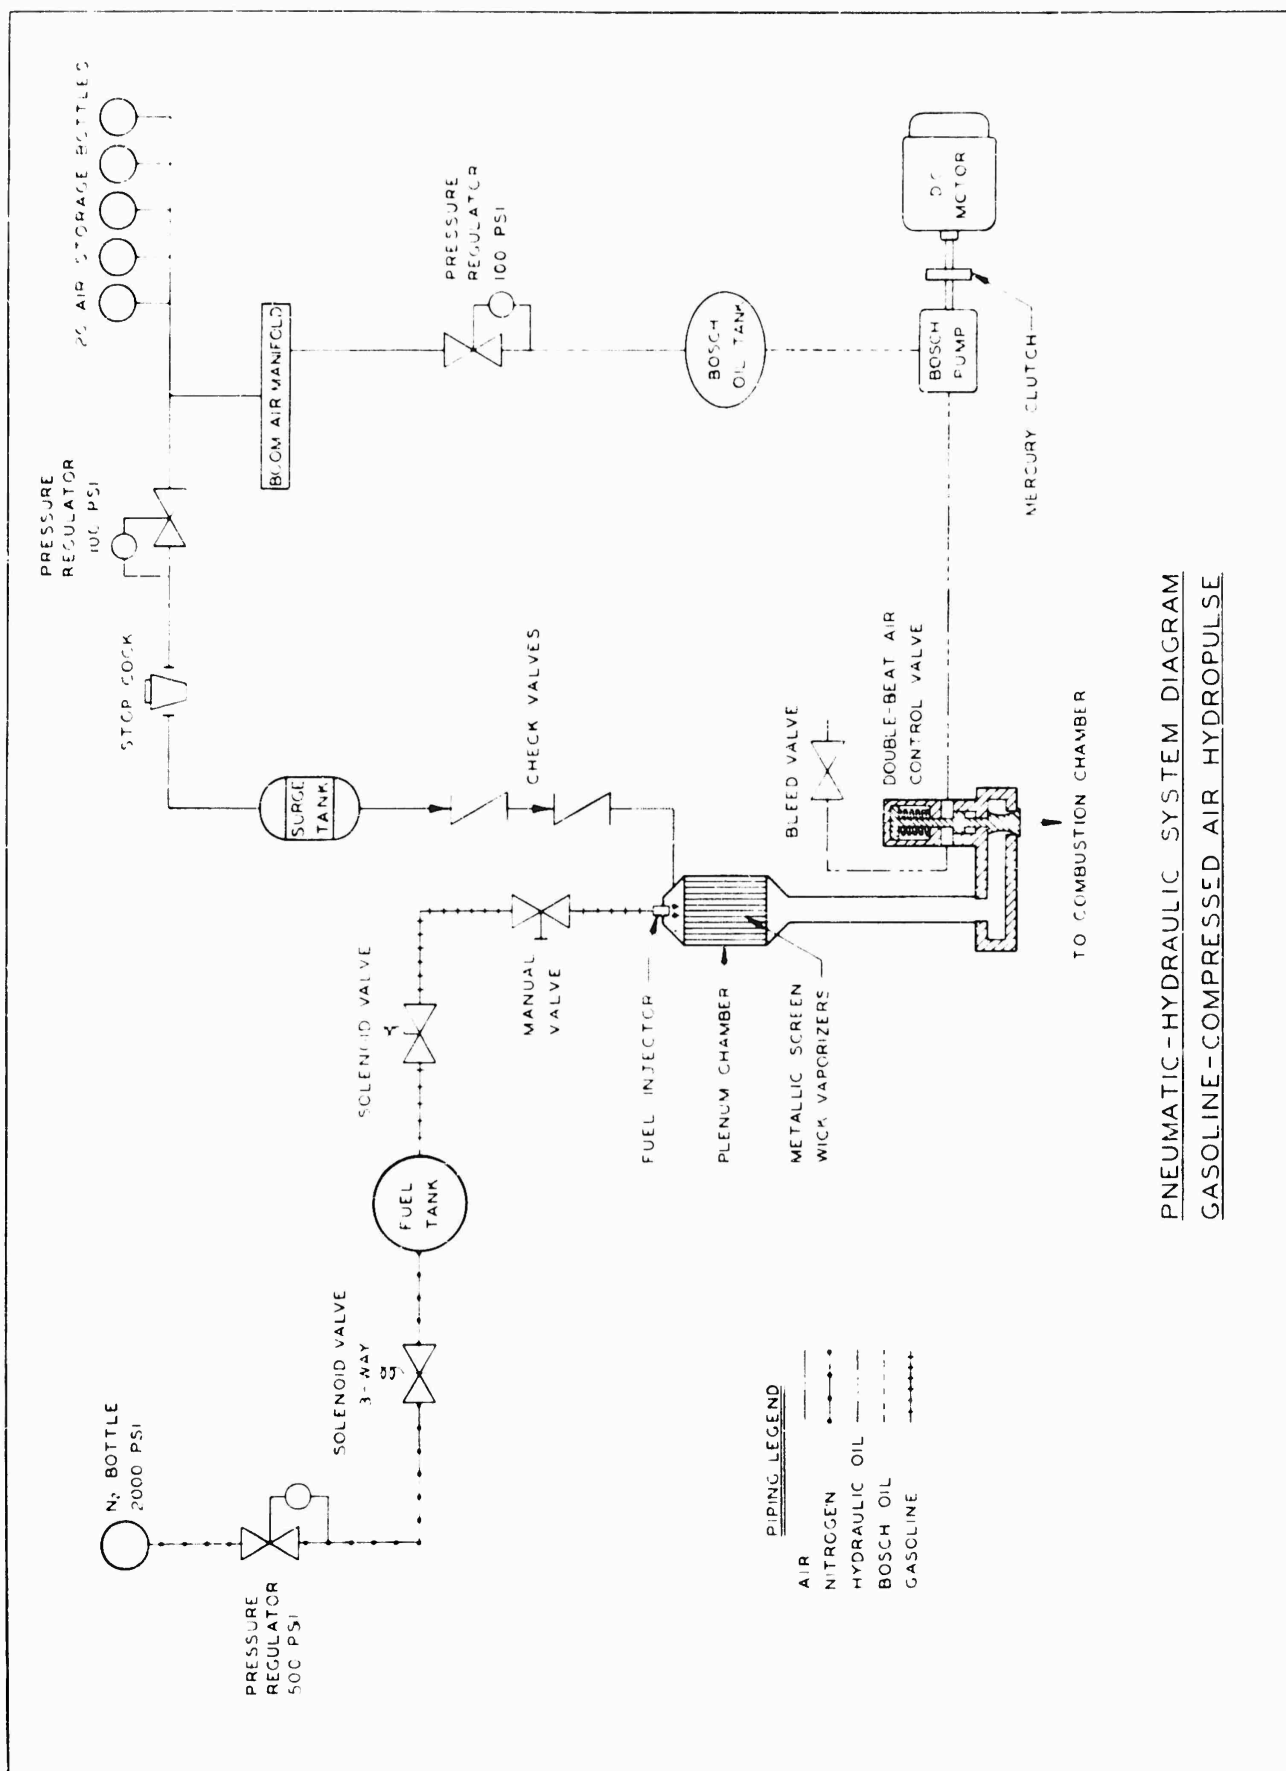 N₂ BOTTLE
2000 PSI
PRESSURE
REGULATOR
500 PSI
SOLENOID VALVE
3-WAY
FUEL
TANK
SOLENOID VALVE
MANUAL
VALVE
FUEL INJECTOR
PLENUM CHAMBER
METALLIC SCREEN
WICK VAPORIZERS
SURGE
TANK
CHECK VALVES
STOP COCK
PRESSURE
REGULATOR
100 PSI
20 AIR STORAGE BOTTLES
BOOM AIR MANIFOLD
PRESSURE
REGULATOR
100 PSI
BOSCH
OIL TANK
BOSCH
PUMP
DC
MOTOR
MERCURY CLUTCH
BLEED VALVE
DOUBLE-BEAT AIR
CONTROL VALVE
TO COMBUSTION CHAMBER
PIPING LEGEND
AIR
NITROGEN
HYDRAULIC OIL
BOSCH OIL
GASOLINE
PNEUMATIC-HYDRAULIC SYSTEM DIAGRAM
GASOLINE-COMPRESSED AIR HYDROPULSE